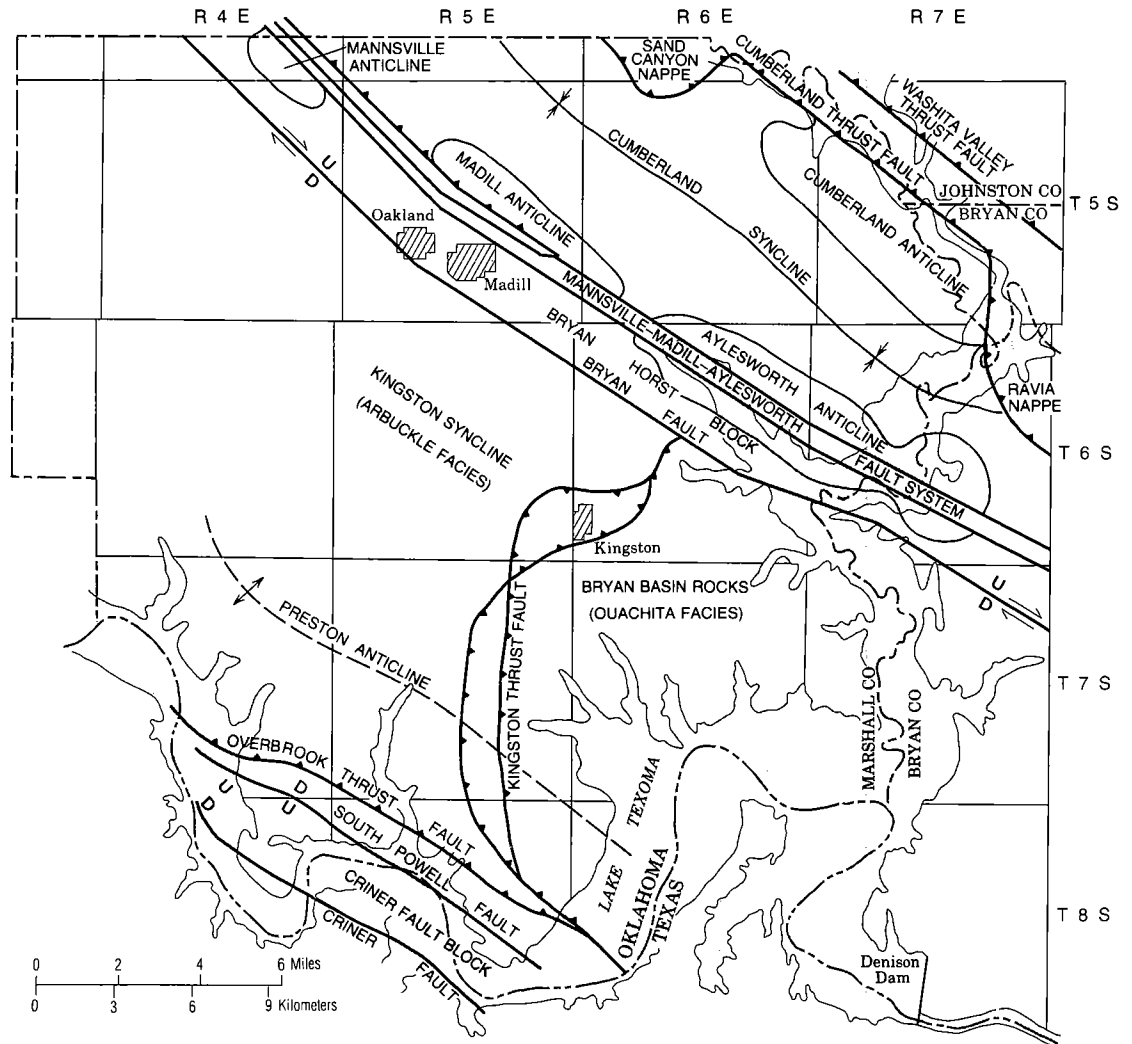 R 4 E
R 5 E
R 6 E
R 7 E
MANNSVILLE
ANTICLINE
SAND
CANYON
NAPPE
CUMBERLAND THRUST FAULT
WASHITA VALLEY
THRUST FAULT
JOHNSTON CO
BRYAN CO
T 5 S
MADILL ANTICLINE
CUMBERLAND
SYNCLINE
CUMBERLAND ANTICLINE
U
D
Oakland
Madill
MANNSVILLE–MADILL–AYLESWORTH
FAULT SYSTEM
AYLESWORTH
ANTICLINE
BRYAN HORST BLOCK
BRYAN FAULT
RAVIA
NAPPE
KINGSTON SYNCLINE
(ARBUCKLE FACIES)
T 6 S
Kingston
BRYAN BASIN ROCKS
(OUACHITA FACIES)
U
D
PRESTON ANTICLINE
KINGSTON THRUST FAULT
MARSHALL CO
BRYAN CO
T 7 S
OVERBROOK THRUST FAULT
U
D
D
U
SOUTH POWELL FAULT
CRINER FAULT BLOCK
CRINER FAULT
LAKE TEXOMA
OKLAHOMA
TEXAS
T 8 S
Denison
Dam
0 2 4 6 Miles
0 3 6 9 Kilometers